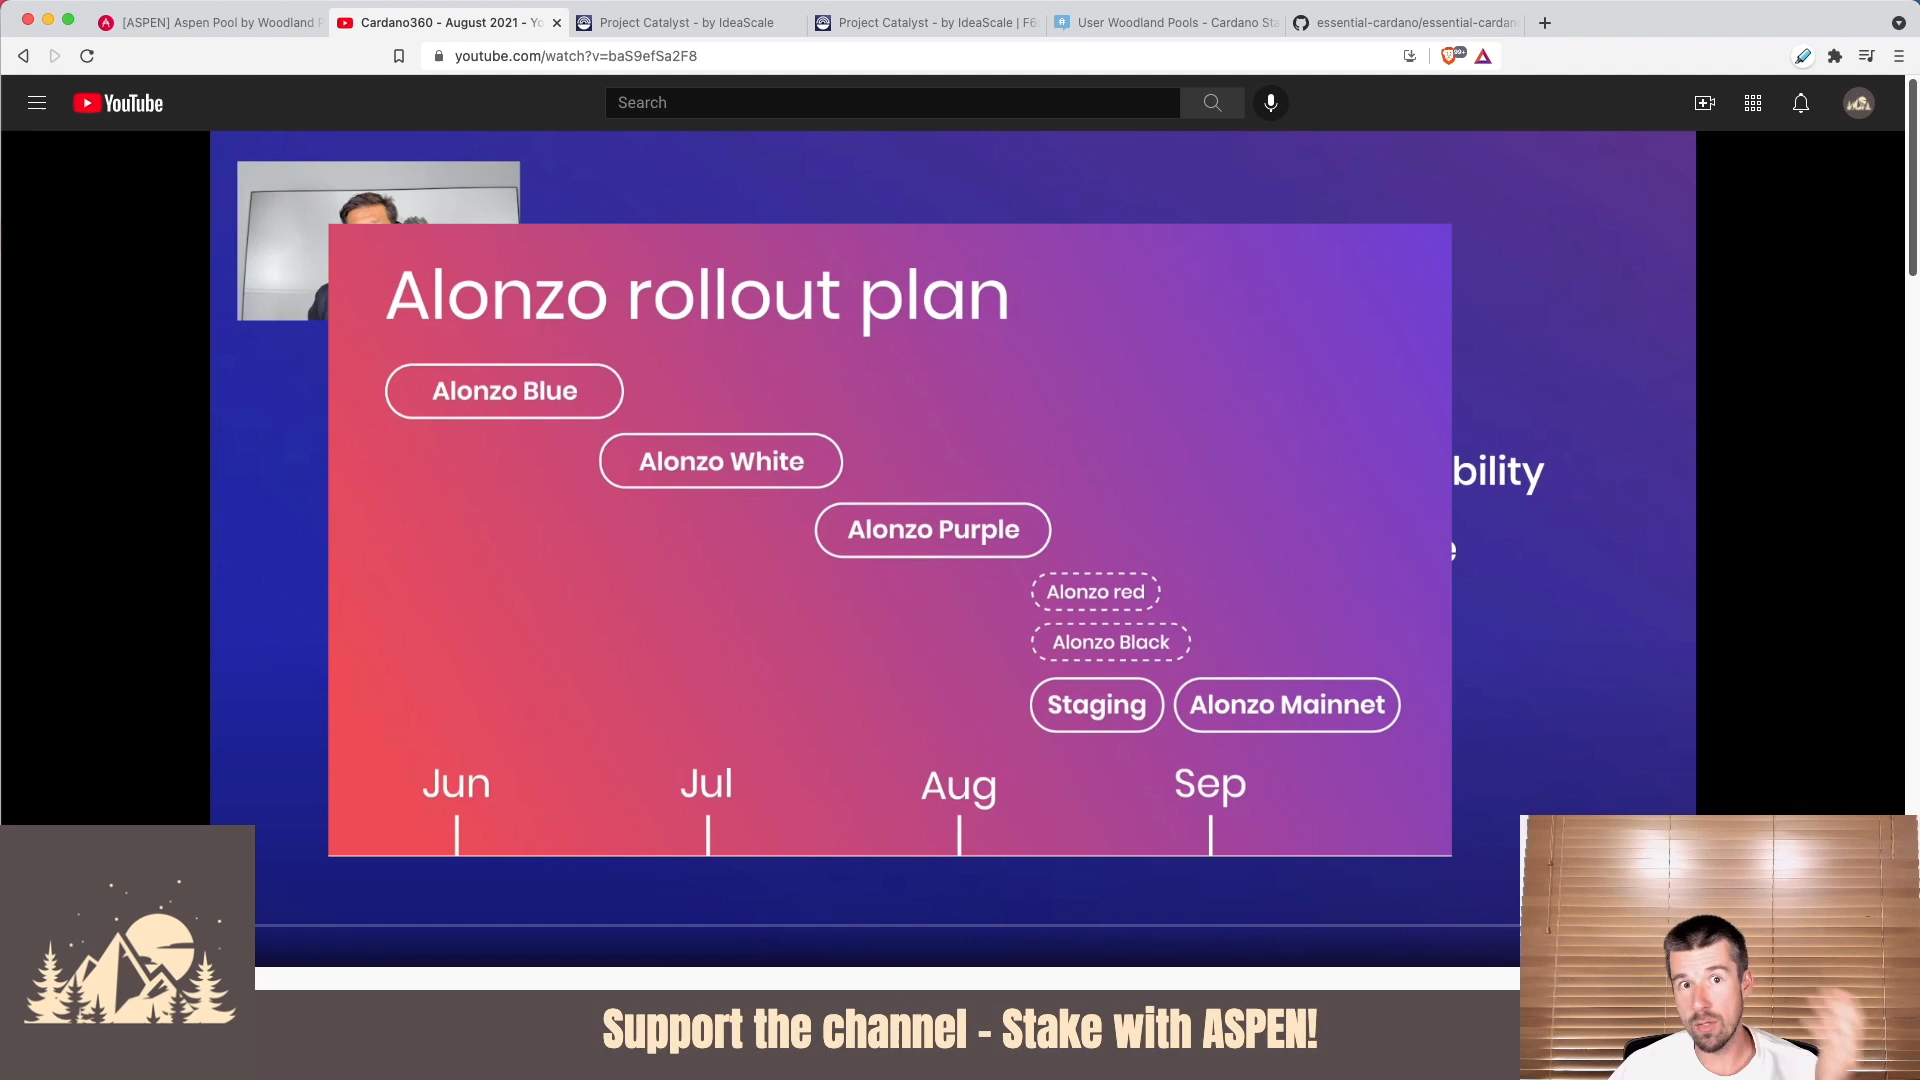 [ASPEN] Aspen Pool by Woodland P
Cardano360 - August 2021 - Yo
Project Catalyst - by IdeaScale
Project Catalyst - by IdeaScale | F6
User Woodland Pools - Cardano Sta
essential-cardano/essential-cardan
youtube.com/watch?v=baS9efSa2F8
99+
YouTube
Search
Alonzo rollout plan
Alonzo Blue
Alonzo White
bility
Alonzo Purple
e
Alonzo red
Alonzo Black
Staging
Alonzo Mainnet
Jun
Jul
Aug
Sep
Support the channel - Stake with ASPEN!